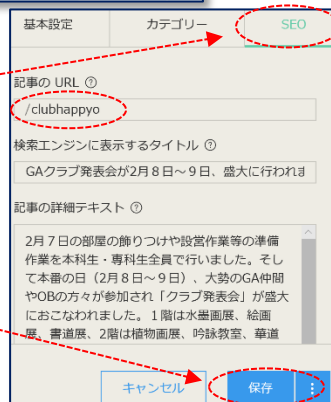 基本設定 カテゴリー SEO
記事の URL ?
/clubhappyo
検索エンジンに表示するタイトル ?
GAクラブ発表会が2月8日～9日、盛大に行われま
記事の詳細テキスト ?
2月7日の部屋の飾りつけや設営作業等の準備
作業を本科生・専科生全員で行いました。そし
て本番の日（2月8日～9日）、大勢のGA仲間
やOBの方々が参加され「クラブ発表会」が盛大
におこなわれました。1階は水墨画展、絵画
展、書道展、2階は植物画展、吟詠教室、華道
キャンセル 保存